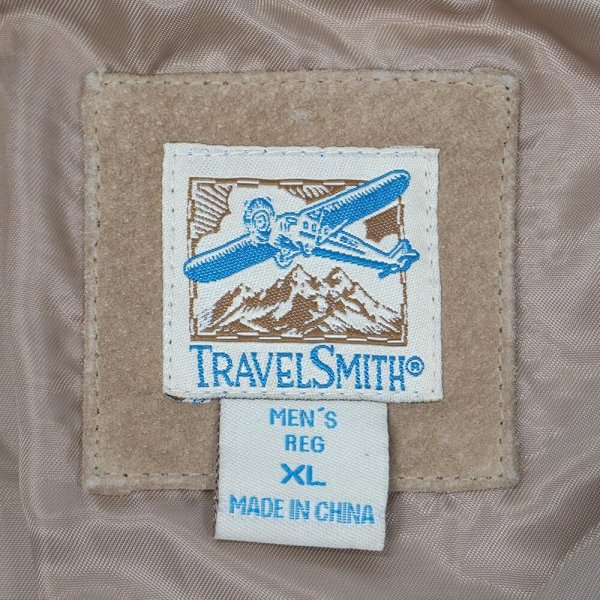 TRAVELSMITH®
MEN'S
REG
XL
MADE IN CHINA